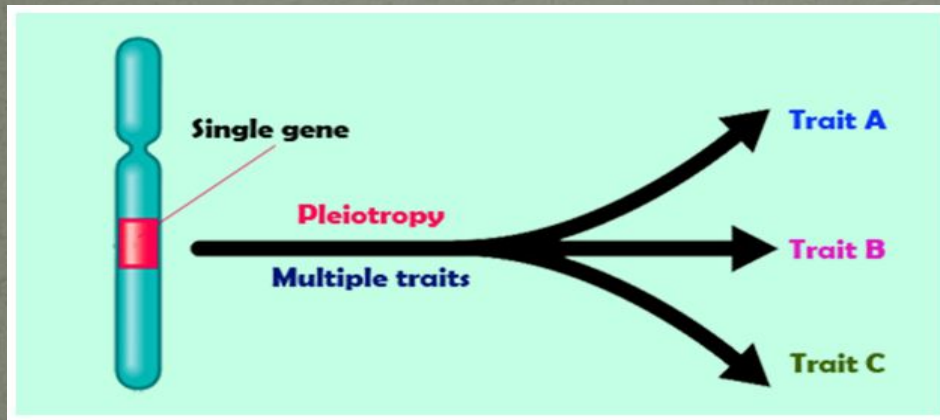 Single gene
Pleiotropy
Multiple traits
Trait A
Trait B
Trait C